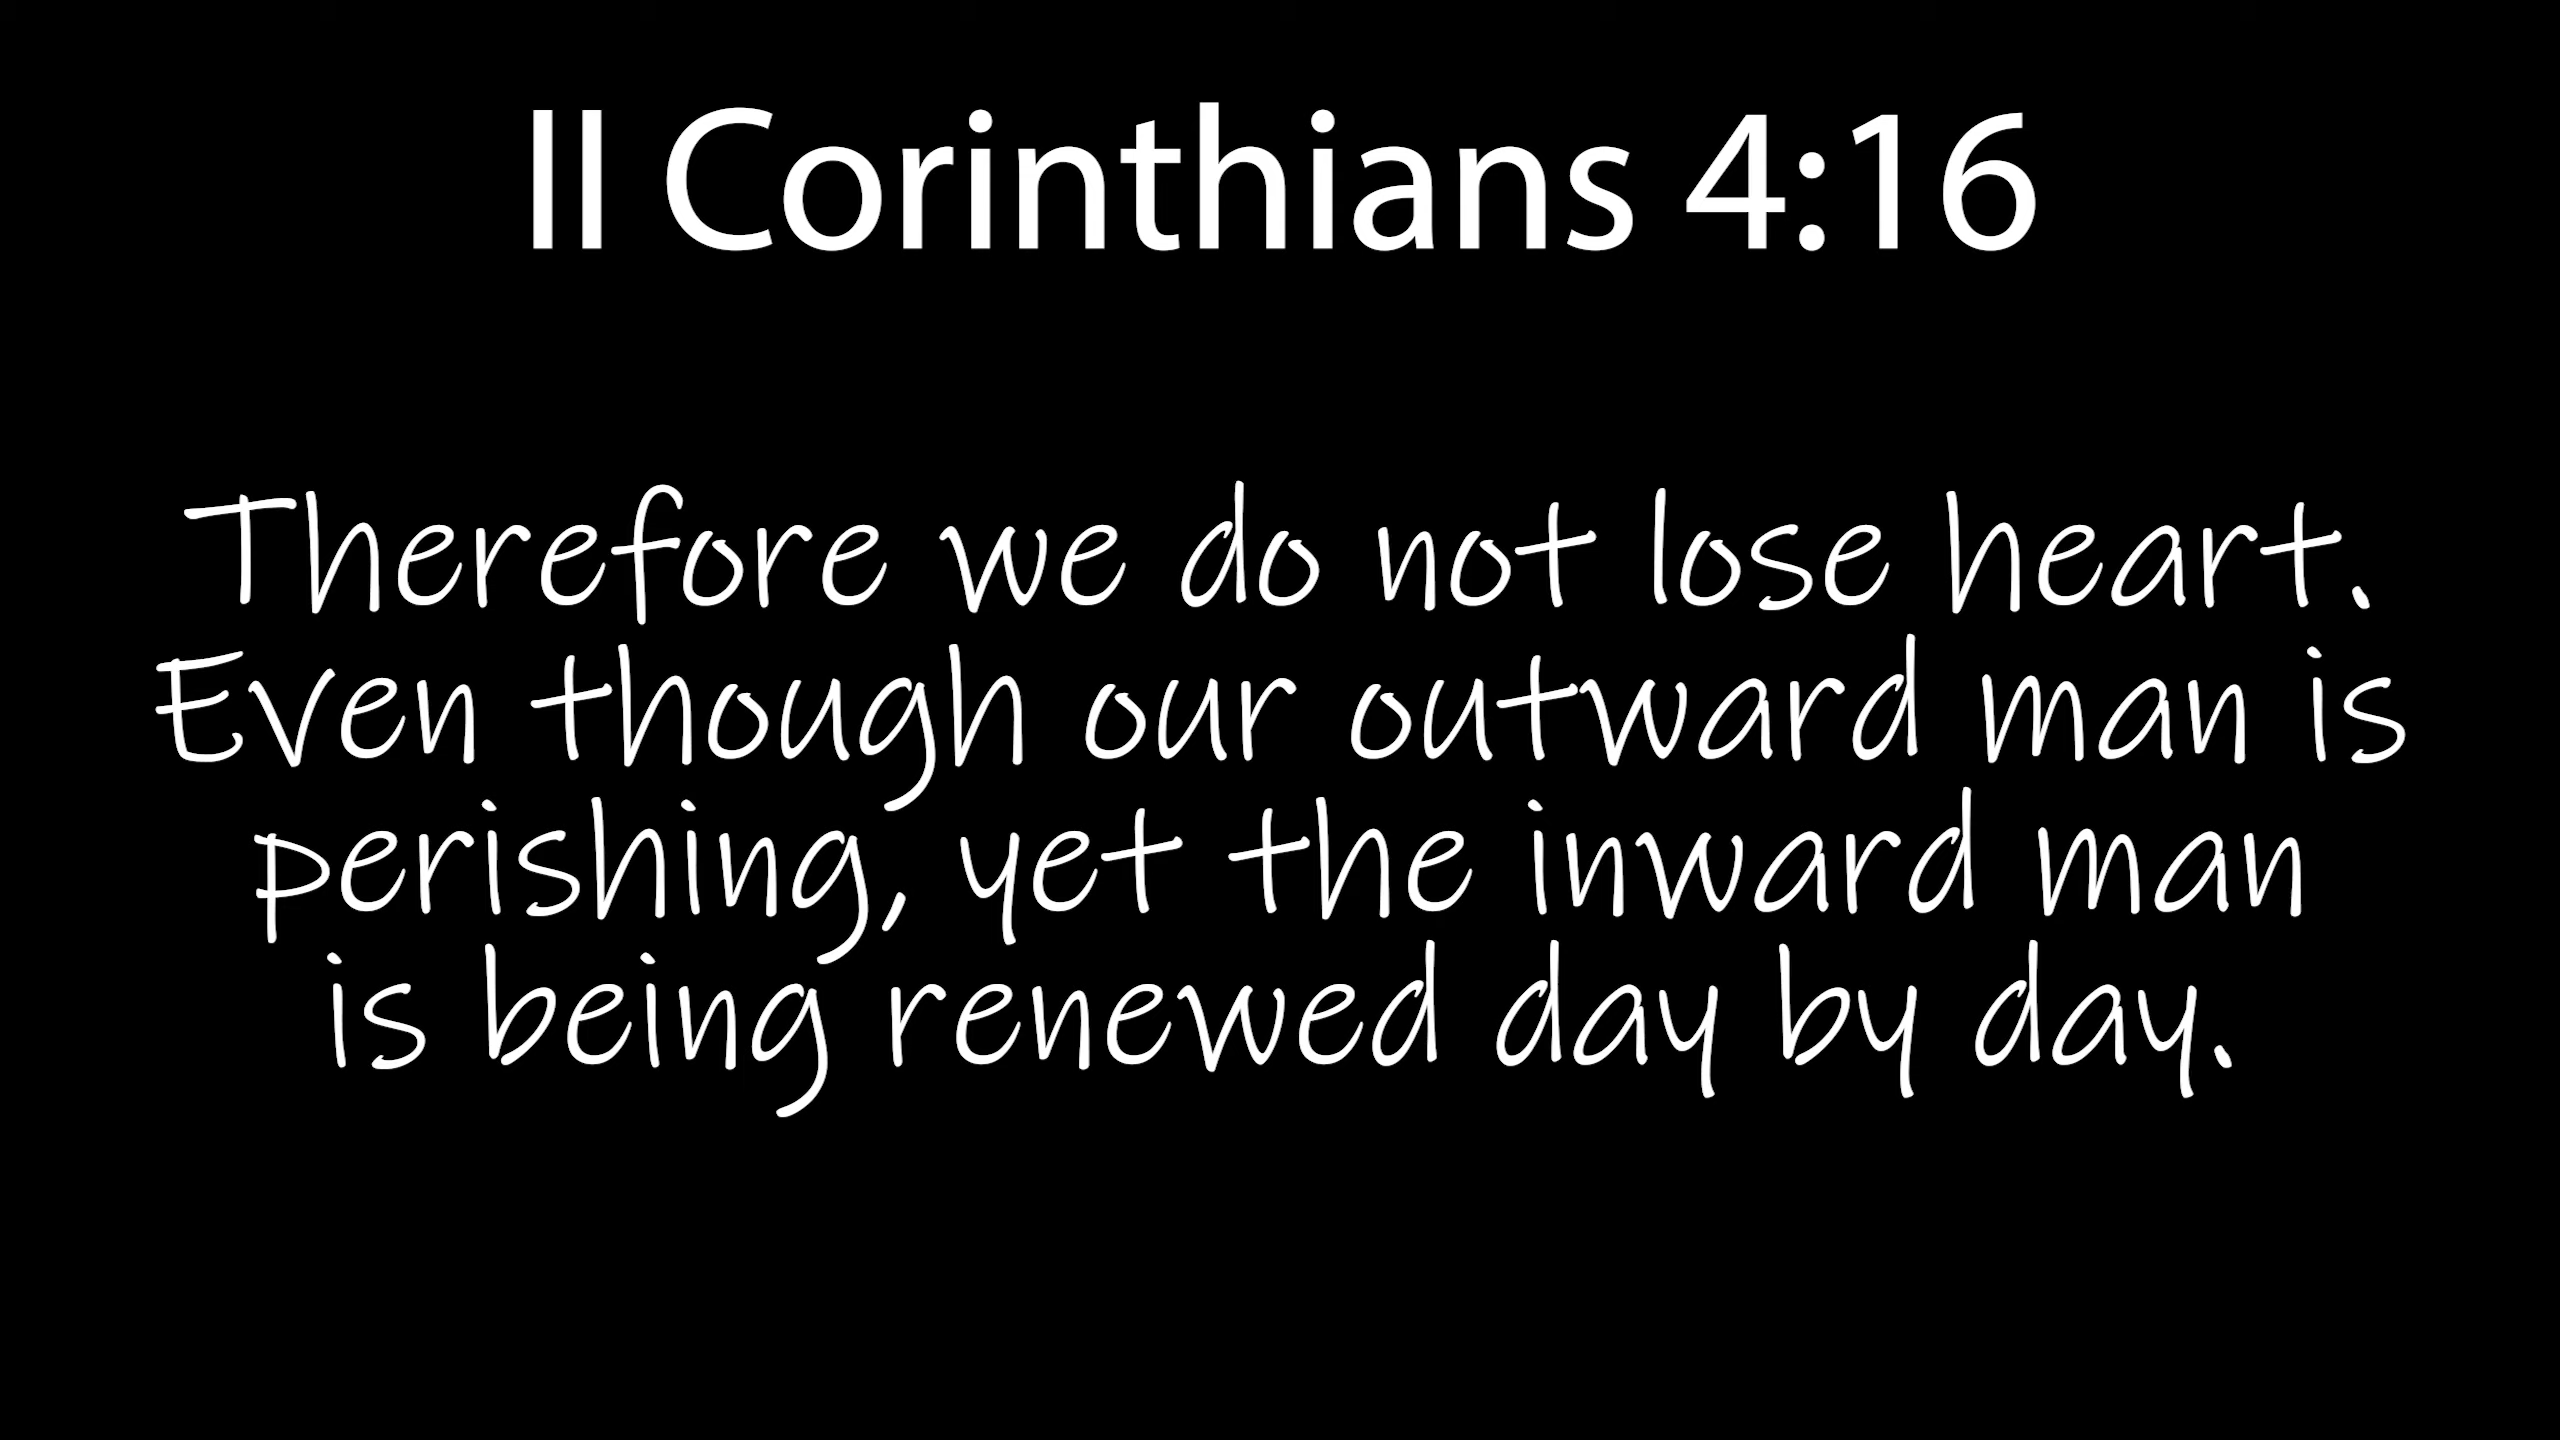 II Corinthians 4:16
Therefore we do not lose heart.
Even though our outward man is
perishing, yet the inward man
is being renewed day by day.